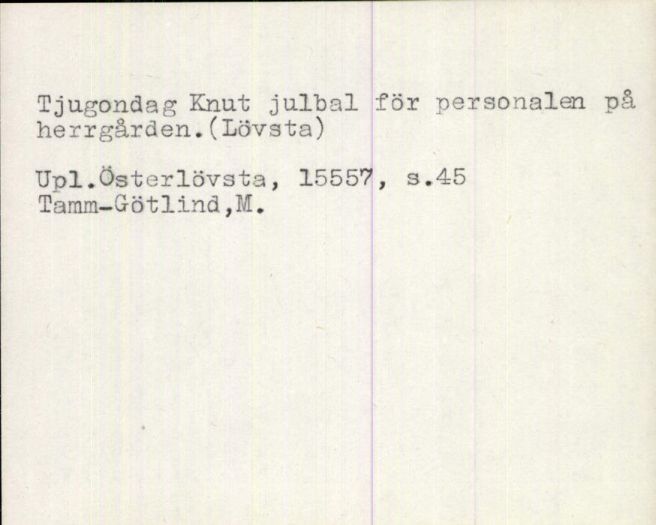 Tjugondag Knut julbal för personalen på
herrgården.(Lövsta)
Upl.Österlövsta, 15557, s.45
Tamm-Götlind,M.